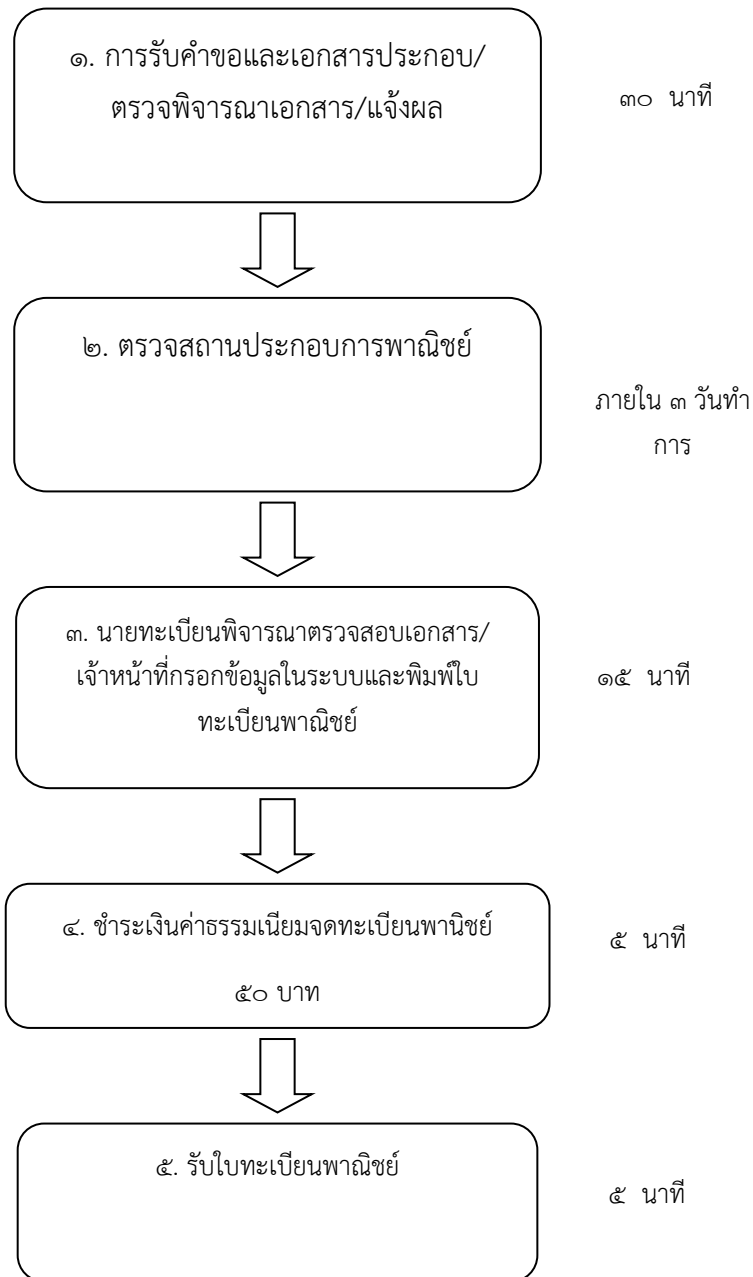 ๑. การรับคำขอและเอกสารประกอบ/
ตรวจพิจารณาเอกสาร/แจ้งผล
๓๐ นาที
๒. ตรวจสถานประกอบการพาณิชย์
ภายใน ๓ วันทำ
การ
๓. นายทะเบียนพิจารณาตรวจสอบเอกสาร/
เจ้าหน้าที่กรอกข้อมูลในระบบและพิมพ์ใบ
ทะเบียนพาณิชย์
๑๕ นาที
๔. ชำระเงินค่าธรรมเนียมจดทะเบียนพานิชย์
๕๐ บาท
๕ นาที
๕. รับใบทะเบียนพาณิชย์
๕ นาที